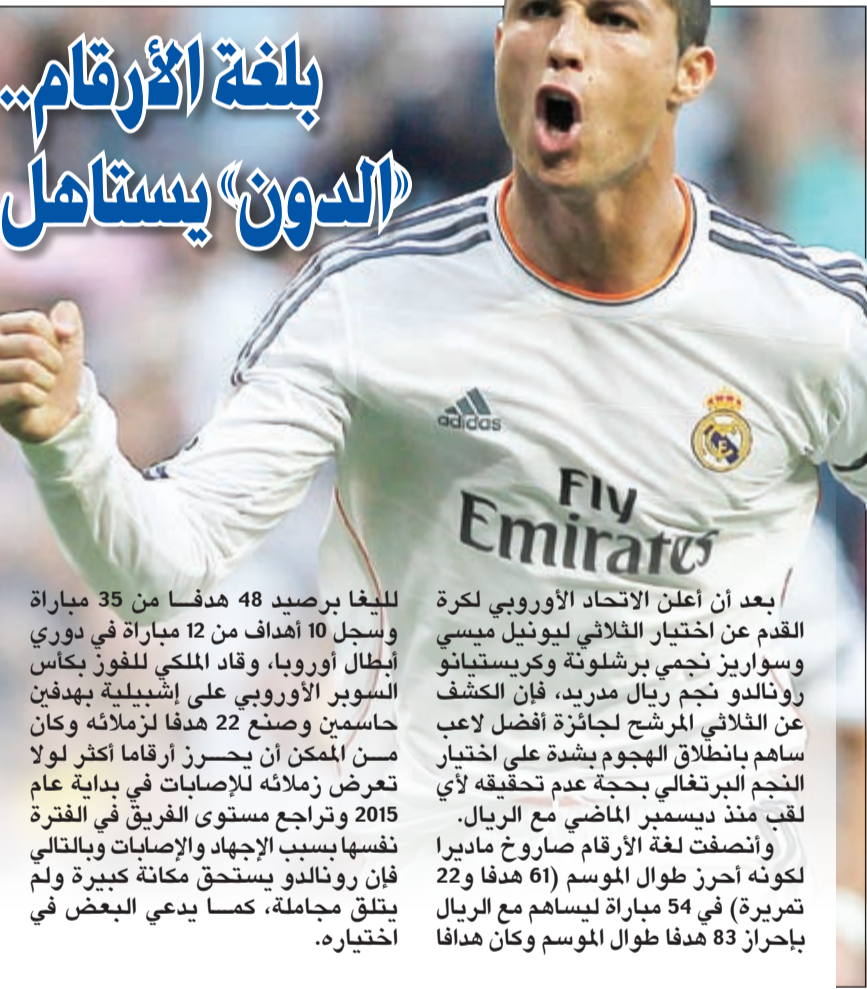 بلغة الأرقام..
«الدون» يستاهل
adidas
Fly
Emirates
بعد أن أعلن الاتحاد الأوروبي لكرة
القدم عن اختيار الثلاثي ليونيل ميسي
وسواريز نجمي برشلونة وكريستيانو
رونالدو نجم ريال مدريد، فإن الكشف
عن الثلاثي المرشح لجائزة أفضل لاعب
ساهم بانطلاق الهجوم بشدة على اختيار
النجم البرتغالي بحجة عدم تحقيقه لأي
لقب منذ ديسمبر الماضي مع الريال.
وأنصفت لغة الأرقام صاروخ ماديرا
لكونه أحرز طوال الموسم (61 هدفا و22
تمريرة) في 54 مباراة ليساهم مع الريال
بإحراز 83 هدفا طوال الموسم وكان هدافا
لليغا برصيد 48 هدفا من 35 مباراة
وسجل 10 أهداف من 12 مباراة في دوري
أبطال أوروبا، وقاد الملكي للفوز بكأس
السوبر الأوروبي على إشبيلية بهدفين
حاسمين وصنع 22 هدفا لزملائه وكان
من الممكن أن يحرز أرقاما أكثر لولا
تعرض زملائه للإصابات في بداية عام
2015 وتراجع مستوى الفريق في الفترة
نفسها بسبب الإجهاد والإصابات وبالتالي
فإن رونالدو يستحق مكانة كبيرة ولم
يتلق مجاملة، كما يدعي البعض في
اختياره.